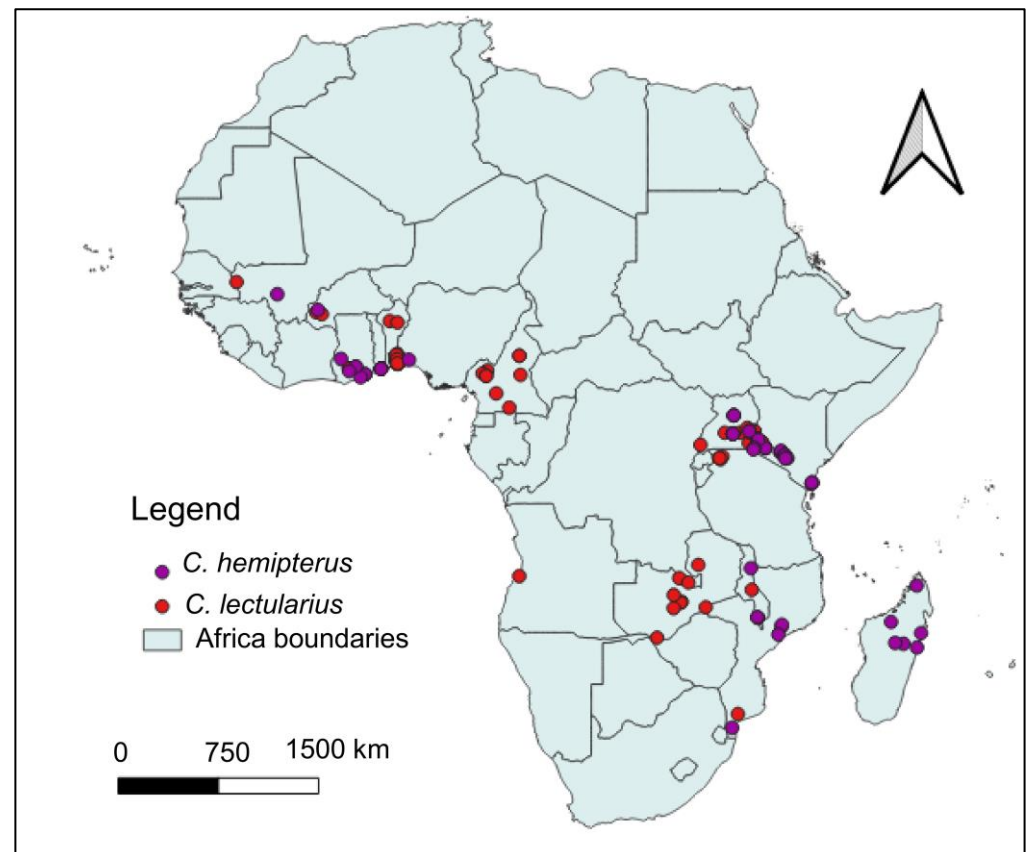 Legend
C. hemipterus
C. lectularius
Africa boundaries
0 750 1500 km